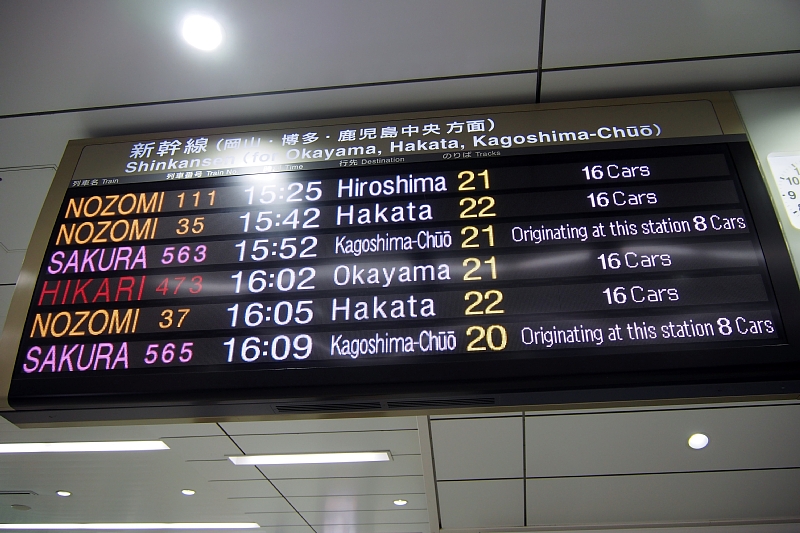 新幹線（岡山・博多・鹿児島中央 方面）
Shinkansen (for Okayama, Hakata, Kagoshima-Chūō)
列車名 Train 列車番号 Train No. Time 行先 Destination のりば Tracks
NOZOMI 111 15:25 Hiroshima 21 16 Cars
NOZOMI 35 15:42 Hakata 22 16 Cars
SAKURA 563 15:52 Kagoshima-Chūō 21 Originating at this station 8 Cars
HIKARI 473 16:02 Okayama 21 16 Cars
NOZOMI 37 16:05 Hakata 22 16 Cars
SAKURA 565 16:09 Kagoshima-Chūō 20 Originating at this station 8 Cars